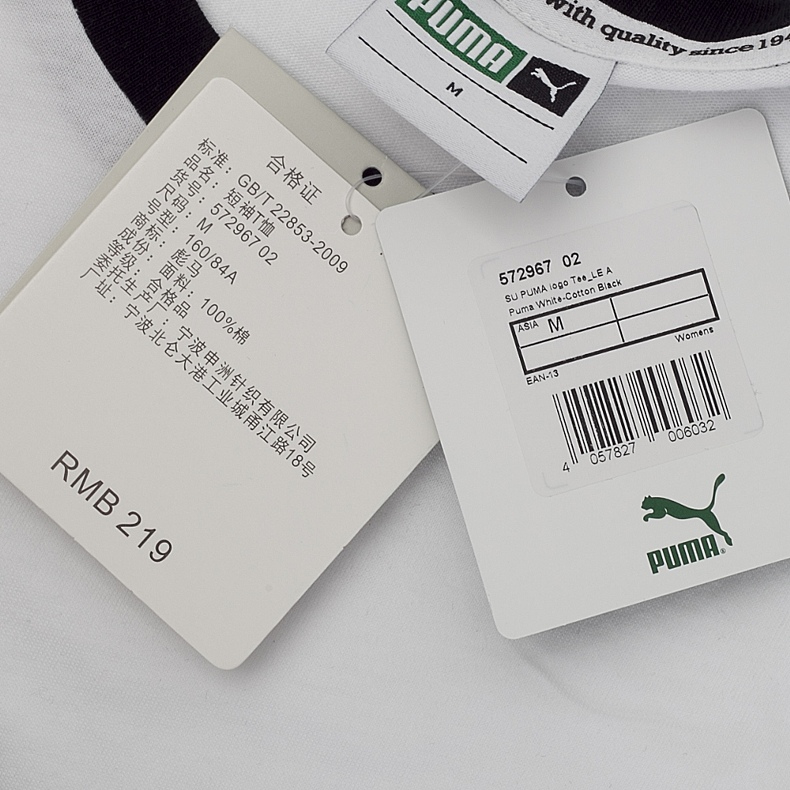 PUMA
M
with quality since 194
合格证
标准：GB/T 22853-2009
品名：短袖T恤
货号：572967 02
尺码：M
号型：160/84A
商标：彪马
成份：面料：100%棉
等级：合格品
委托生产厂：宁波申洲针织有限公司
厂址：宁波北仑大港工业城甬江路18号
RMB 219
572967 02
SU PUMA logo Tee_LE A
Puma White-Cotton Black
ASIA M
Womens
EAN-13
4 057827 006032
PUMA®